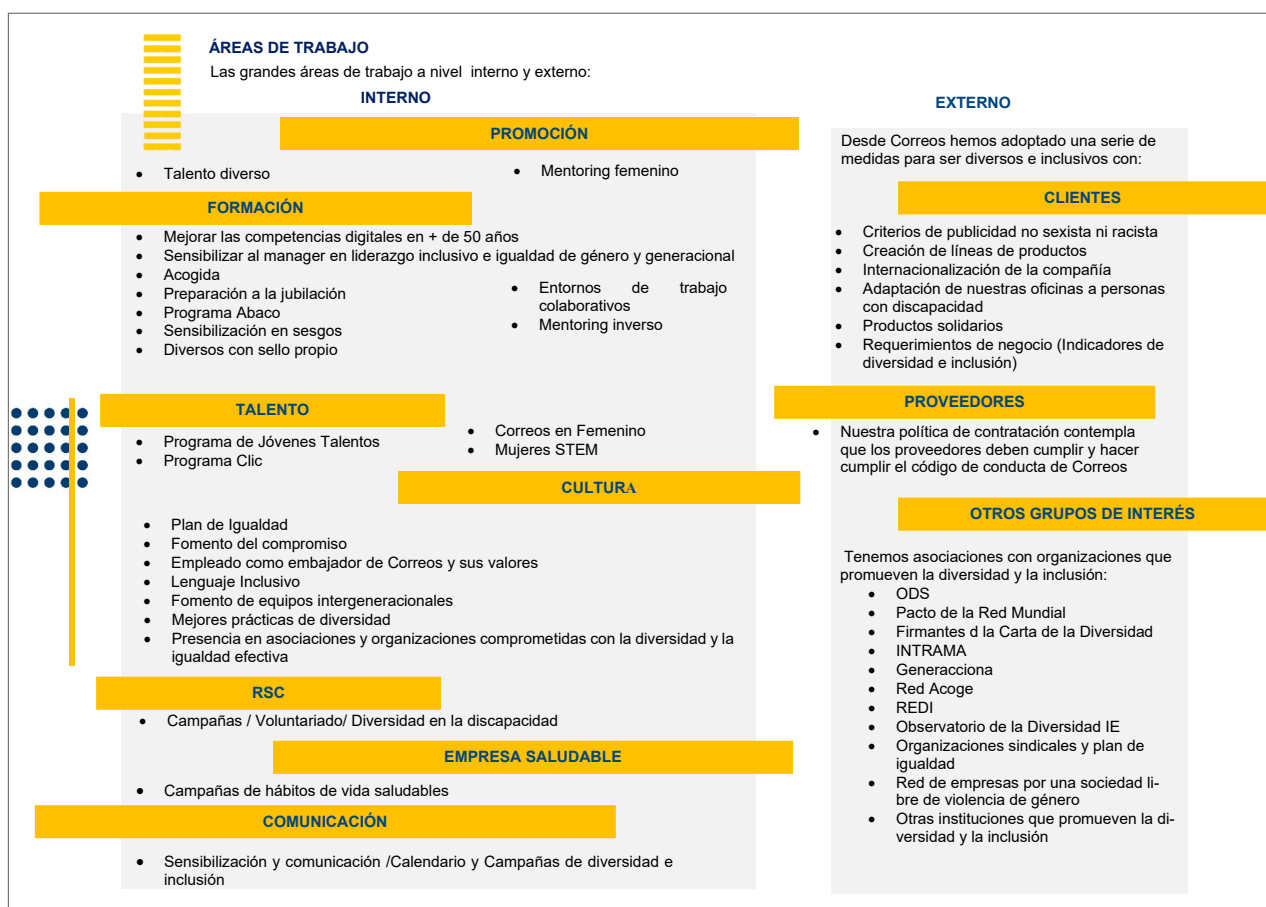 ÁREAS DE TRABAJO
Las grandes áreas de trabajo a nivel interno y externo:
INTERNO
PROMOCIÓN
• Talento diverso
• Mentoring femenino
FORMACIÓN
• Mejorar las competencias digitales en + de 50 años
• Sensibilizar al manager en liderazgo inclusivo e igualdad de género y generacional
• Acogida
• Preparación a la jubilación
• Programa Abaco
• Sensibilización en sesgos
• Diversos con sello propio
• Entornos de trabajo
colaborativos
• Mentoring inverso
TALENTO
• Programa de Jóvenes Talentos
• Programa Clic
• Correos en Femenino
• Mujeres STEM
CULTURA
• Plan de Igualdad
• Fomento del compromiso
• Empleado como embajador de Correos y sus valores
• Lenguaje Inclusivo
• Fomento de equipos intergeneracionales
• Mejores prácticas de diversidad
• Presencia en asociaciones y organizaciones comprometidas con la diversidad y la
igualdad efectiva
RSC
• Campañas / Voluntariado/ Diversidad en la discapacidad
EMPRESA SALUDABLE
• Campañas de hábitos de vida saludables
COMUNICACIÓN
• Sensibilización y comunicación /Calendario y Campañas de diversidad e
inclusión
EXTERNO
Desde Correos hemos adoptado una serie de
medidas para ser diversos e inclusivos con:
CLIENTES
• Criterios de publicidad no sexista ni racista
• Creación de líneas de productos
• Internacionalización de la compañía
• Adaptación de nuestras oficinas a personas
con discapacidad
• Productos solidarios
• Requerimientos de negocio (Indicadores de
diversidad e inclusión)
PROVEEDORES
• Nuestra política de contratación contempla
que los proveedores deben cumplir y hacer
cumplir el código de conducta de Correos
OTROS GRUPOS DE INTERÉS
Tenemos asociaciones con organizaciones que
promueven la diversidad y la inclusión:
• ODS
• Pacto de la Red Mundial
• Firmantes d la Carta de la Diversidad
• INTRAMA
• Generacciona
• Red Acoge
• REDI
• Observatorio de la Diversidad IE
• Organizaciones sindicales y plan de
igualdad
• Red de empresas por una sociedad li-
bre de violencia de género
• Otras instituciones que promueven la di-
versidad y la inclusión